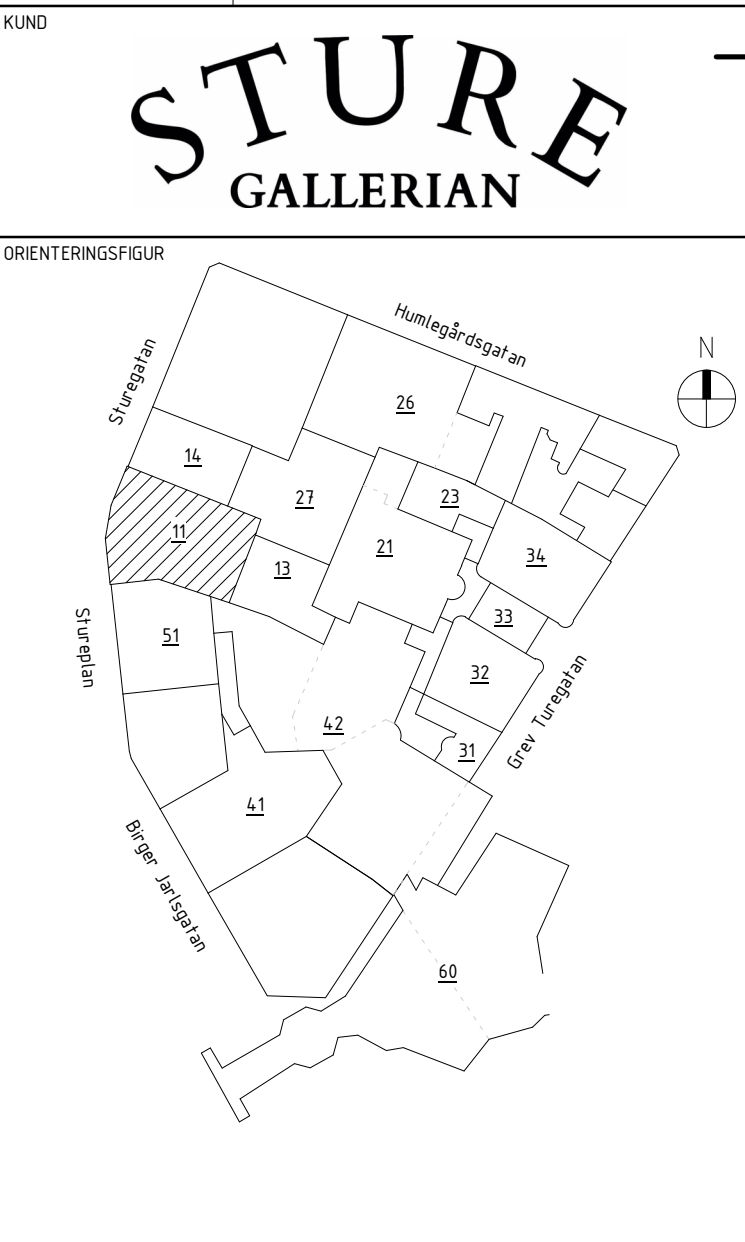 KUND
STURE
GALLERIAN
ORIENTERINGSFIGUR
Humlegårdsgatan
Sturegatan
N
26
14
27
23
11
21
34
13
33
51
Stureplan
32
42
Grev Turegatan
31
41
Birger Jarlsgatan
60